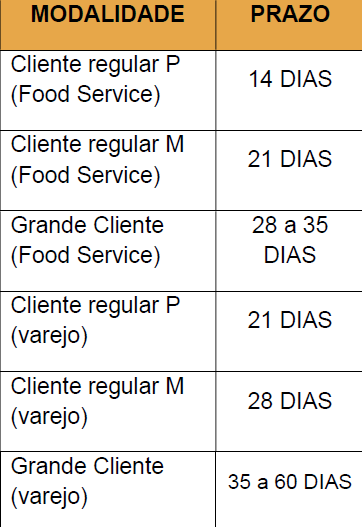 MODALIDADE PRAZO
Cliente regular P
(Food Service)
14 DIAS
Cliente regular M
(Food Service)
21 DIAS
Grande Cliente
(Food Service)
28 a 35
DIAS
Cliente regular P
(varejo)
21 DIAS
Cliente regular M
(varejo)
28 DIAS
Grande Cliente
(varejo)
35 a 60 DIAS